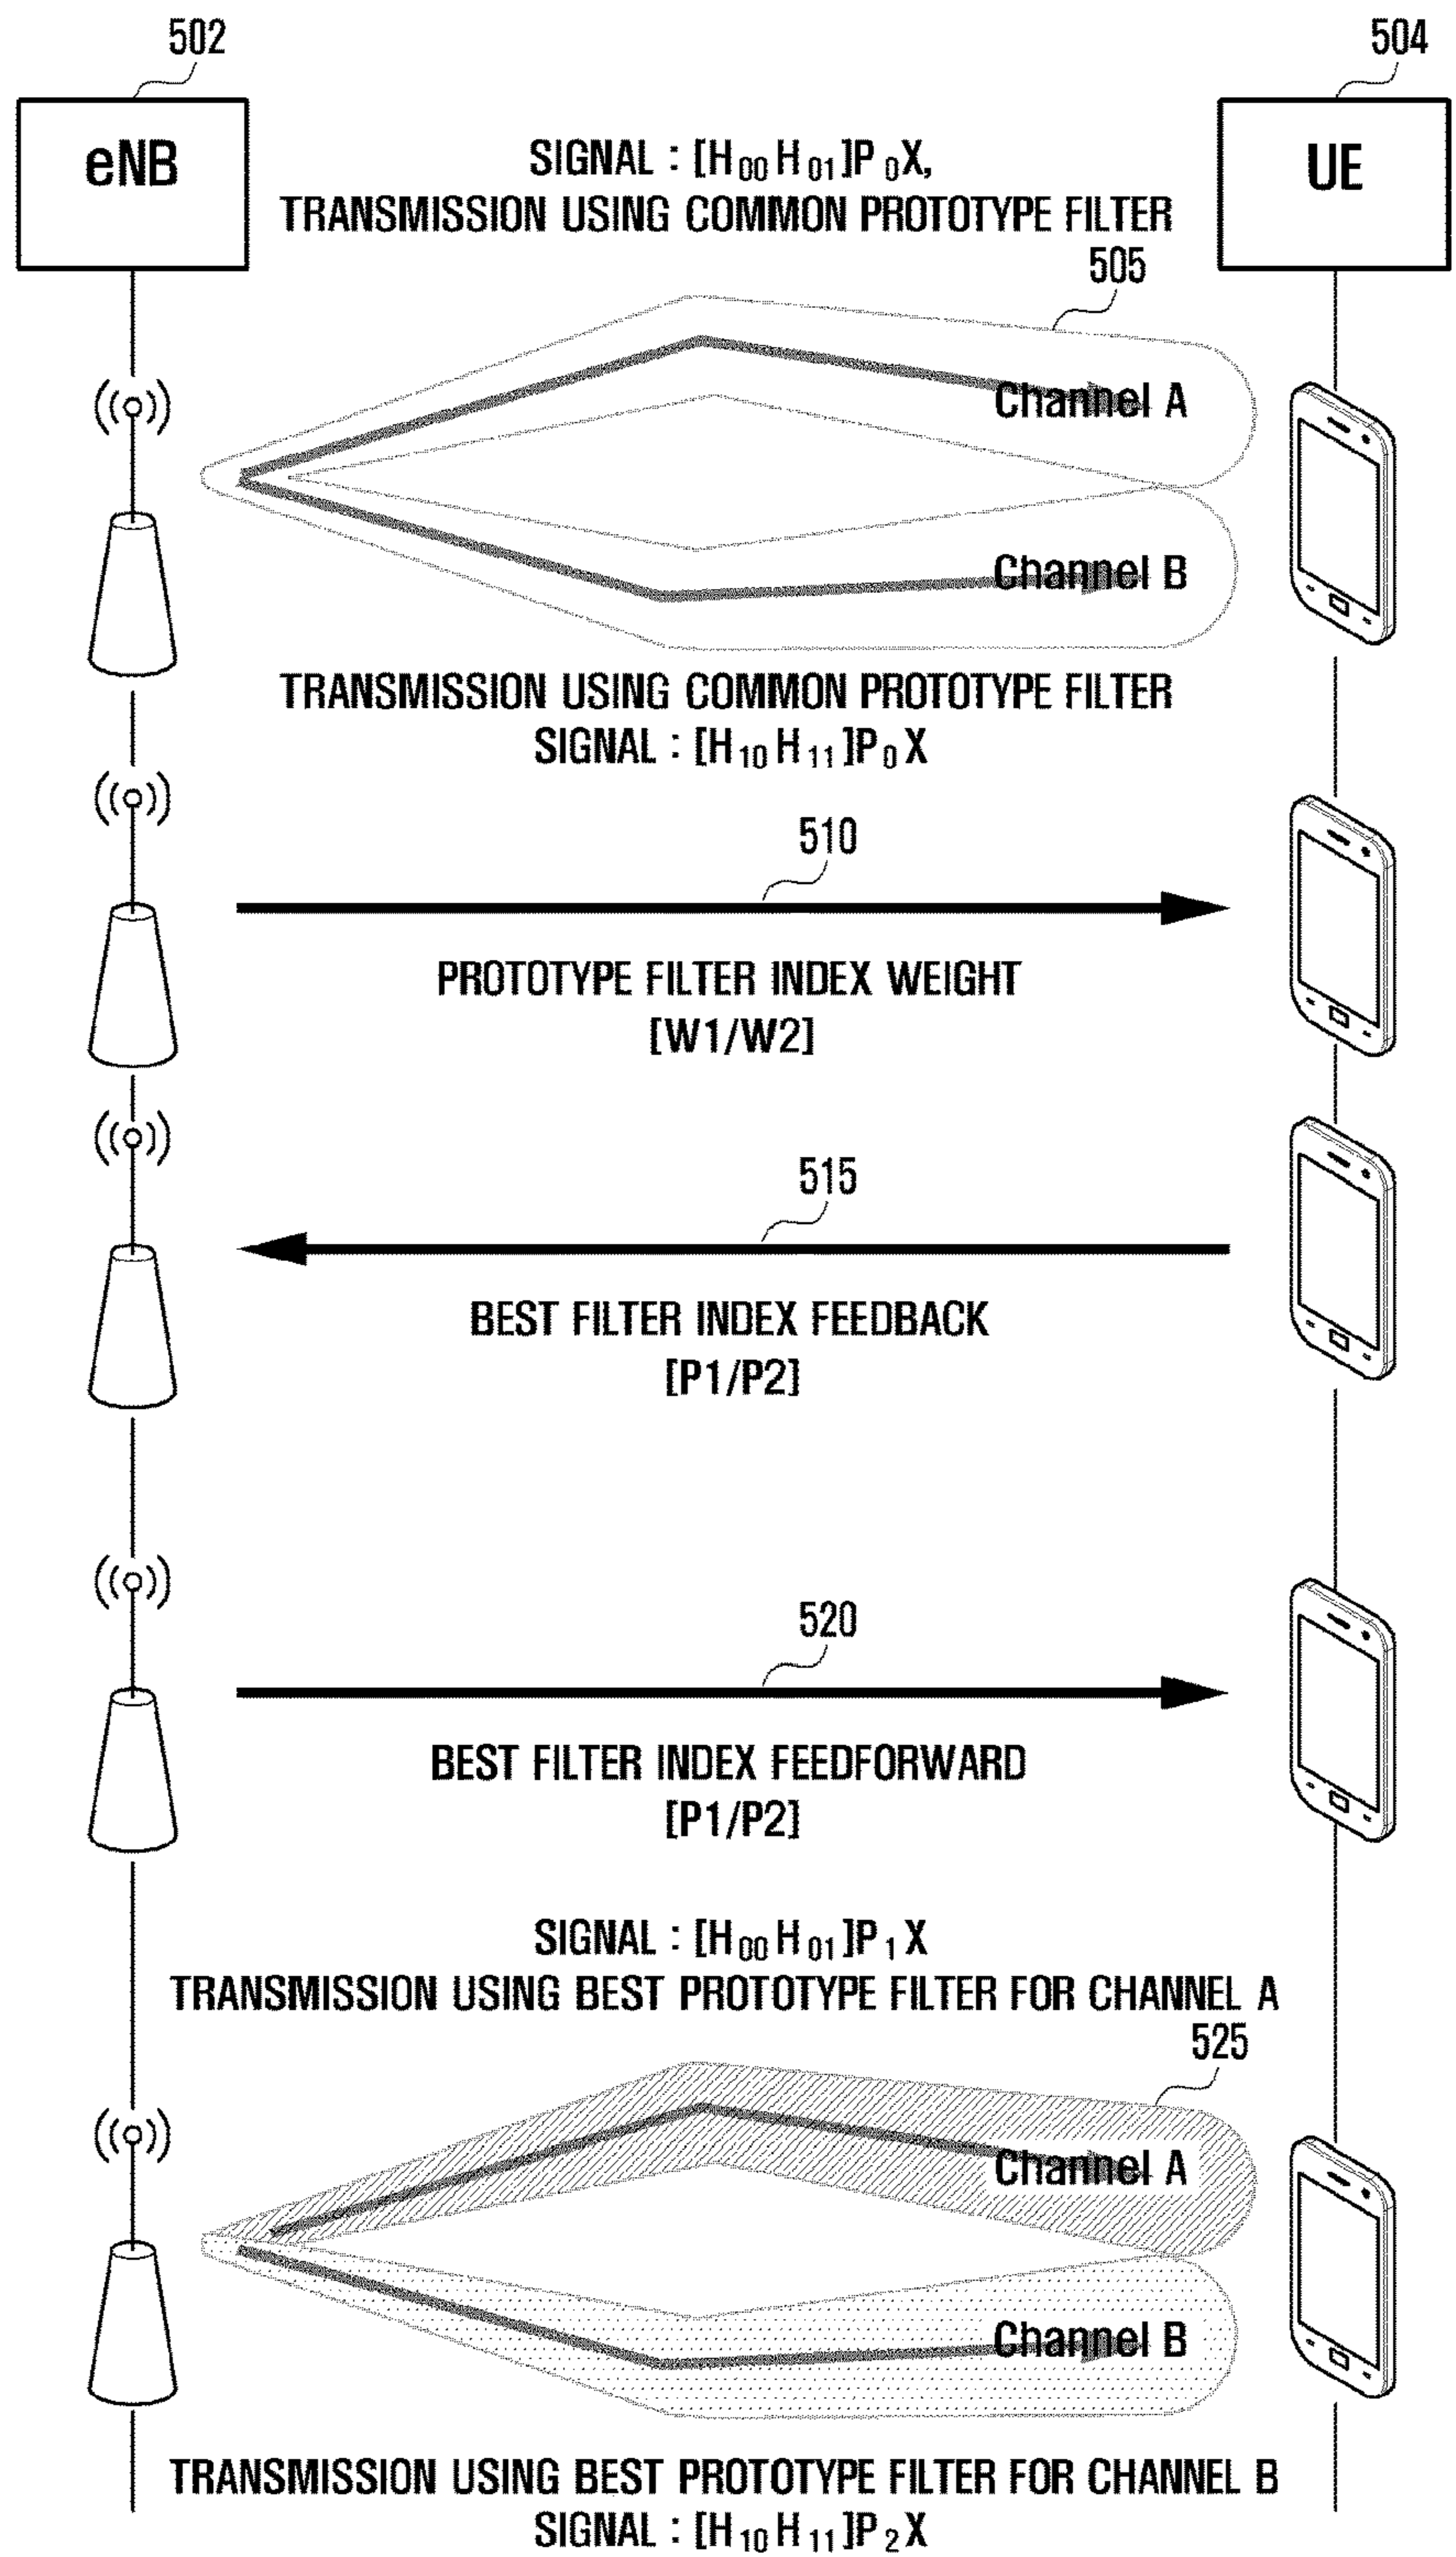 502
504
eNB
UE
SIGNAL : [H00 H01]P0X,
TRANSMISSION USING COMMON PROTOTYPE FILTER
505
Channel A
Channel B
TRANSMISSION USING COMMON PROTOTYPE FILTER
SIGNAL : [H10 H11]P0 X
510
PROTOTYPE FILTER INDEX WEIGHT
[W1/W2]
515
BEST FILTER INDEX FEEDBACK
[P1/P2]
520
BEST FILTER INDEX FEEDFORWARD
[P1/P2]
SIGNAL : [H00 H01]P1 X
TRANSMISSION USING BEST PROTOTYPE FILTER FOR CHANNEL A
525
Channel A
Channel B
TRANSMISSION USING BEST PROTOTYPE FILTER FOR CHANNEL B
SIGNAL : [H10 H11]P2 X